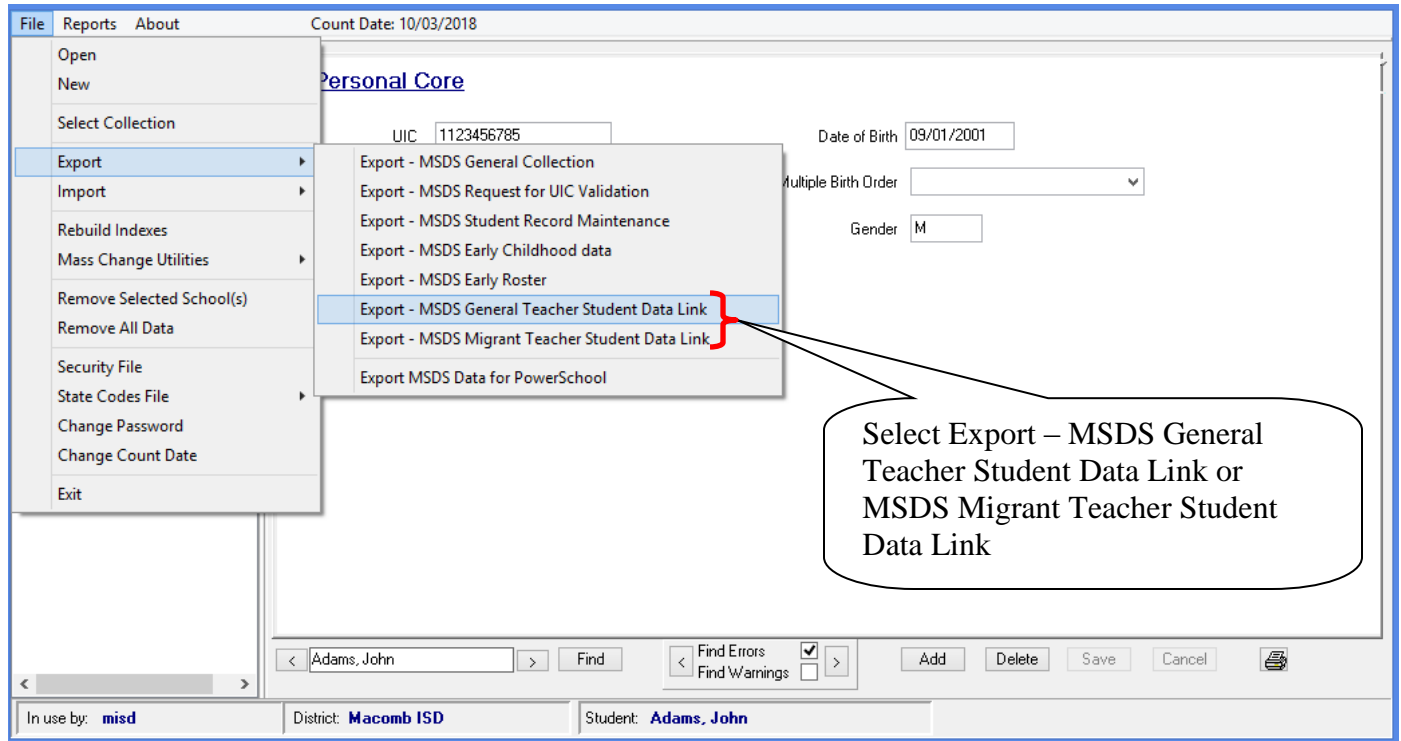 File Reports About Count Date: 10/03/2018
Open
New
Select Collection
Export
Import
Rebuild Indexes
Mass Change Utilities
Remove Selected School(s)
Remove All Data
Security File
State Codes File
Change Password
Change Count Date
Exit
Personal Core
UIC 1123456785 Date of Birth 09/01/2001
Multiple Birth Order
Gender M
Export - MSDS General Collection
Export - MSDS Request for UIC Validation
Export - MSDS Student Record Maintenance
Export - MSDS Early Childhood data
Export - MSDS Early Roster
Export - MSDS General Teacher Student Data Link
Export - MSDS Migrant Teacher Student Data Link
Export MSDS Data for PowerSchool
Select Export – MSDS General
Teacher Student Data Link or
MSDS Migrant Teacher Student
Data Link
< Adams, John > Find < Find Errors > Add Delete Save Cancel
Find Warnings
< >
In use by: misd District: Macomb ISD Student: Adams, John